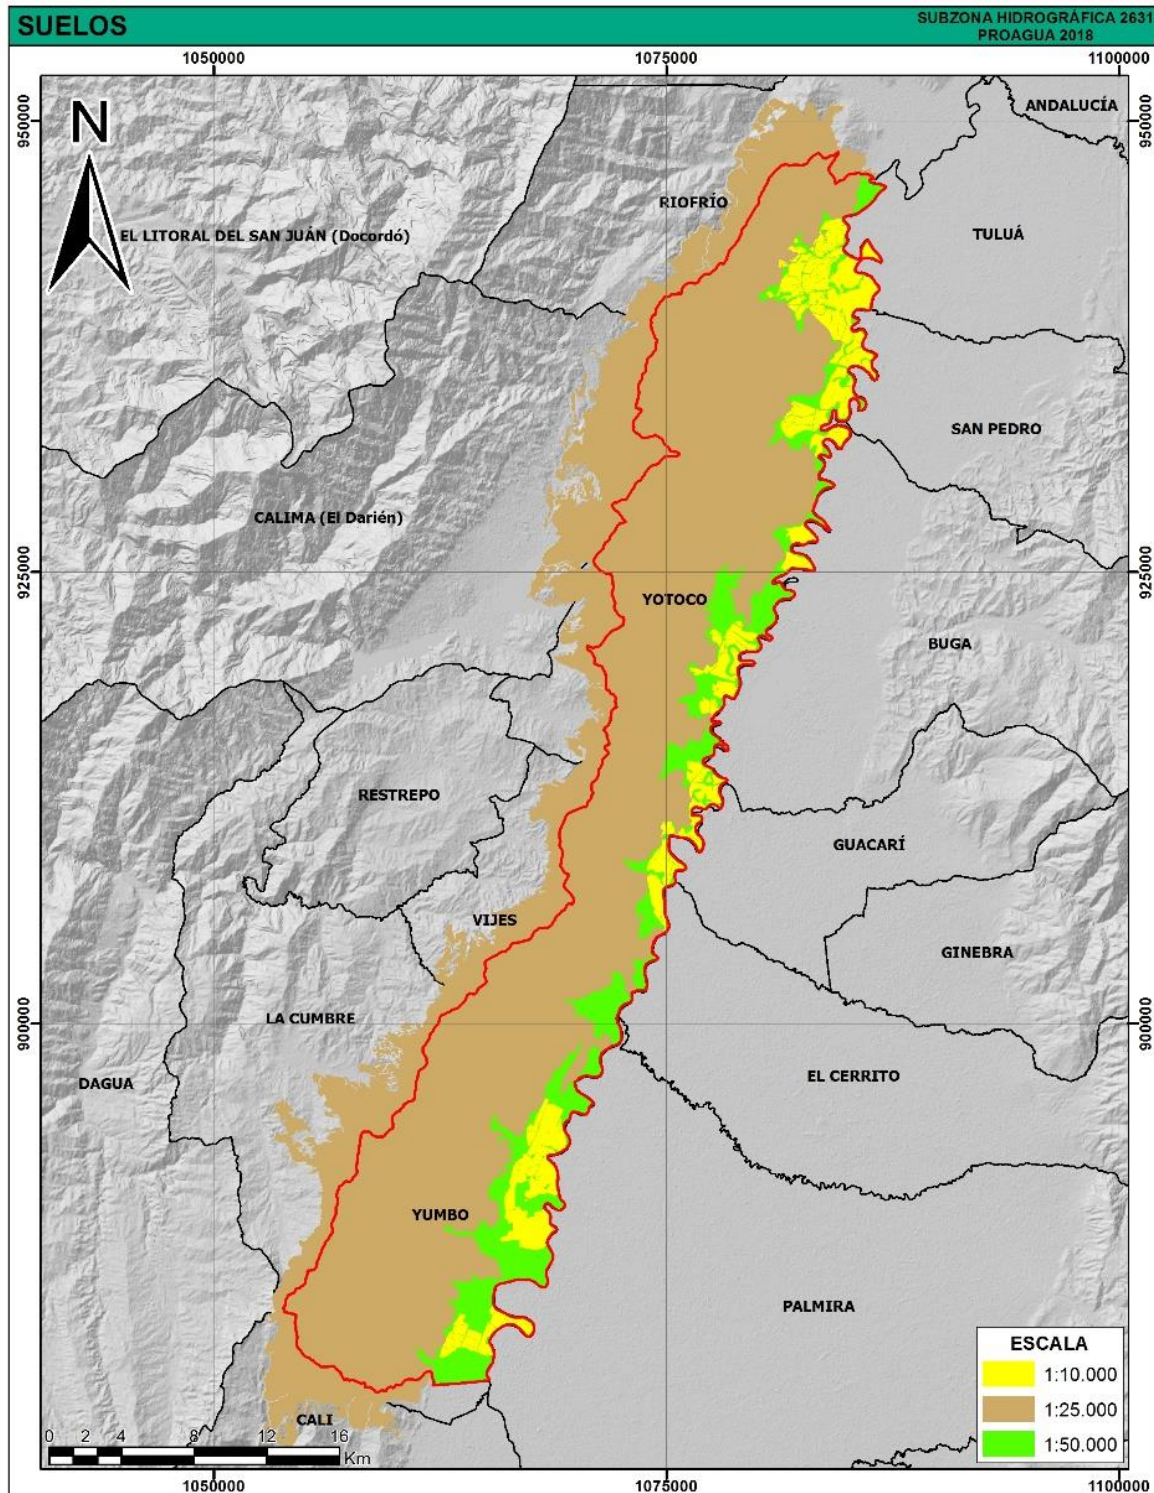 SUELOS
SUBZONA HIDROGRÁFICA 2631
PROAGUA 2018
1050000
1075000
1100000
N
950000
950000
ANDALUCÍA
RIOFRÍO
EL LITORAL DEL SAN JUÁN (Docordó)
TULUÁ
SAN PEDRO
CALIMA (El Darién)
925000
925000
YOTOCO
BUGA
RESTREPO
GUACARÍ
VIJES
GINEBRA
900000
900000
LA CUMBRE
DAGUA
EL CERRITO
YUMBO
PALMIRA
ESCALA
1:10.000
1:25.000
1:50.000
CALI
0 2 4 8 12 16
Km
1050000
1075000
1100000